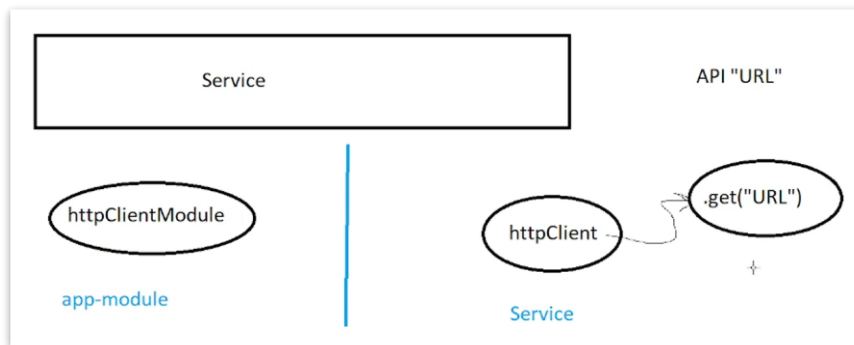 Service
API "URL"
httpClientModule
.get("URL")
httpClient
app-module
Service